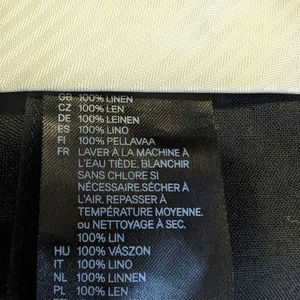 GB 100% LINEN
CZ 100% LEN
DE 100% LEINEN
ES 100% LINO
FI 100% PELLAVAA
FR LAVER À LA MACHINE À
L'EAU TIÈDE. BLANCHIR
SANS CHLORE SI
NÉCESSAIRE.SÉCHER À
L'AIR. REPASSER À
TEMPÉRATURE MOYENNE.
OU NETTOYAGE À SEC.
100% LIN
HU 100% VÁSZON
IT 100% LINO
NL 100% LINNEN
PL 100% LEN